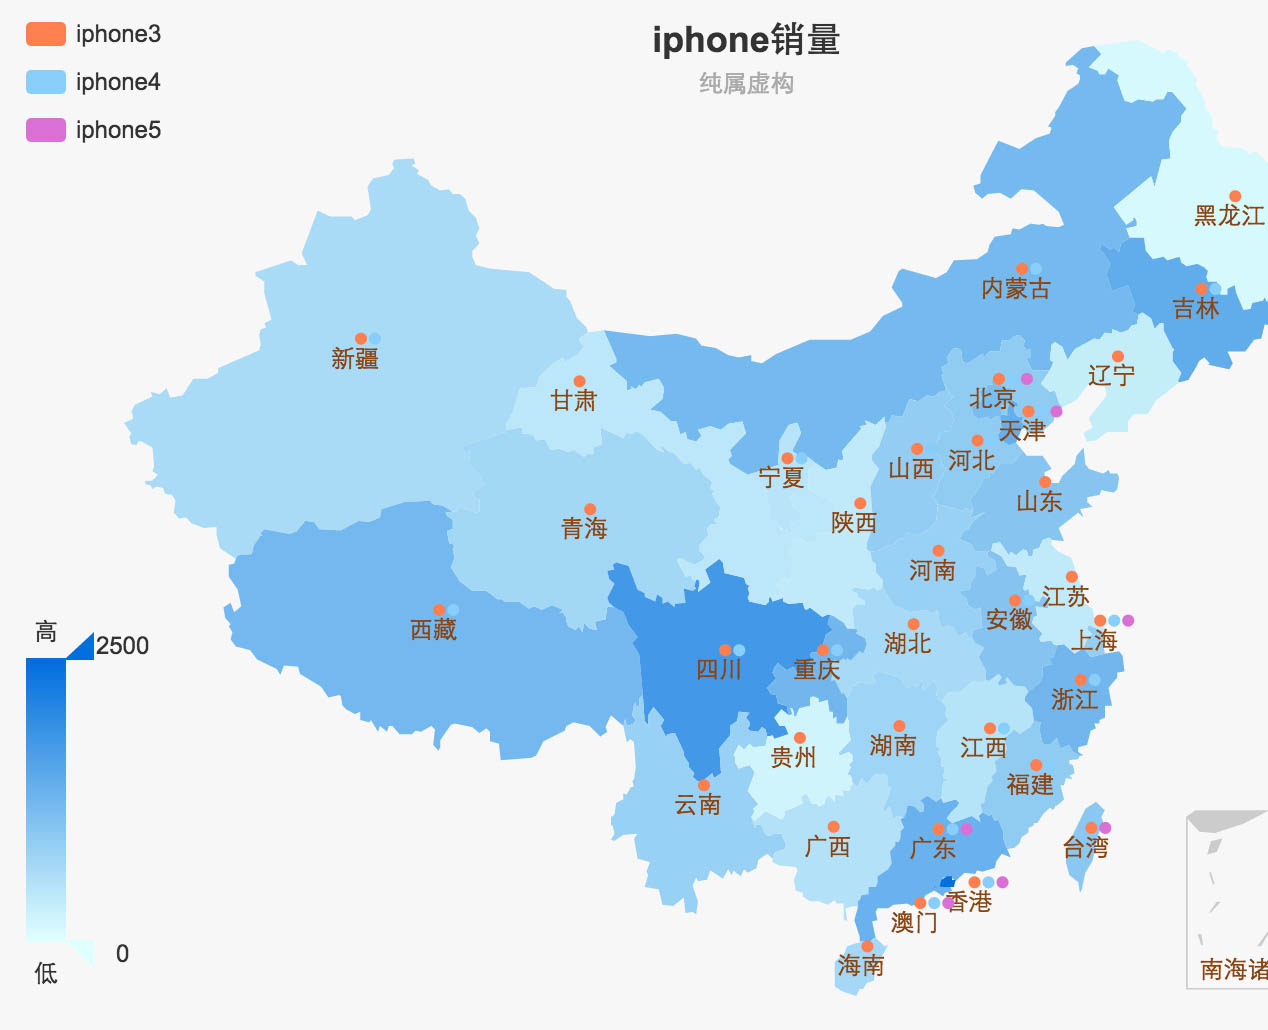 iphone3
iphone4
iphone5
iphone销量
纯属虚构
黑龙江
内蒙古
吉林
新疆
辽宁
甘肃
北京
天津
河北
山西
宁夏
山东
陕西
青海
河南
江苏
安徽
西藏
湖北
上海
四川
重庆
浙江
湖南
江西
贵州
福建
云南
广西
广东
台湾
香港
澳门
海南
南海诸
高
2500
0
低